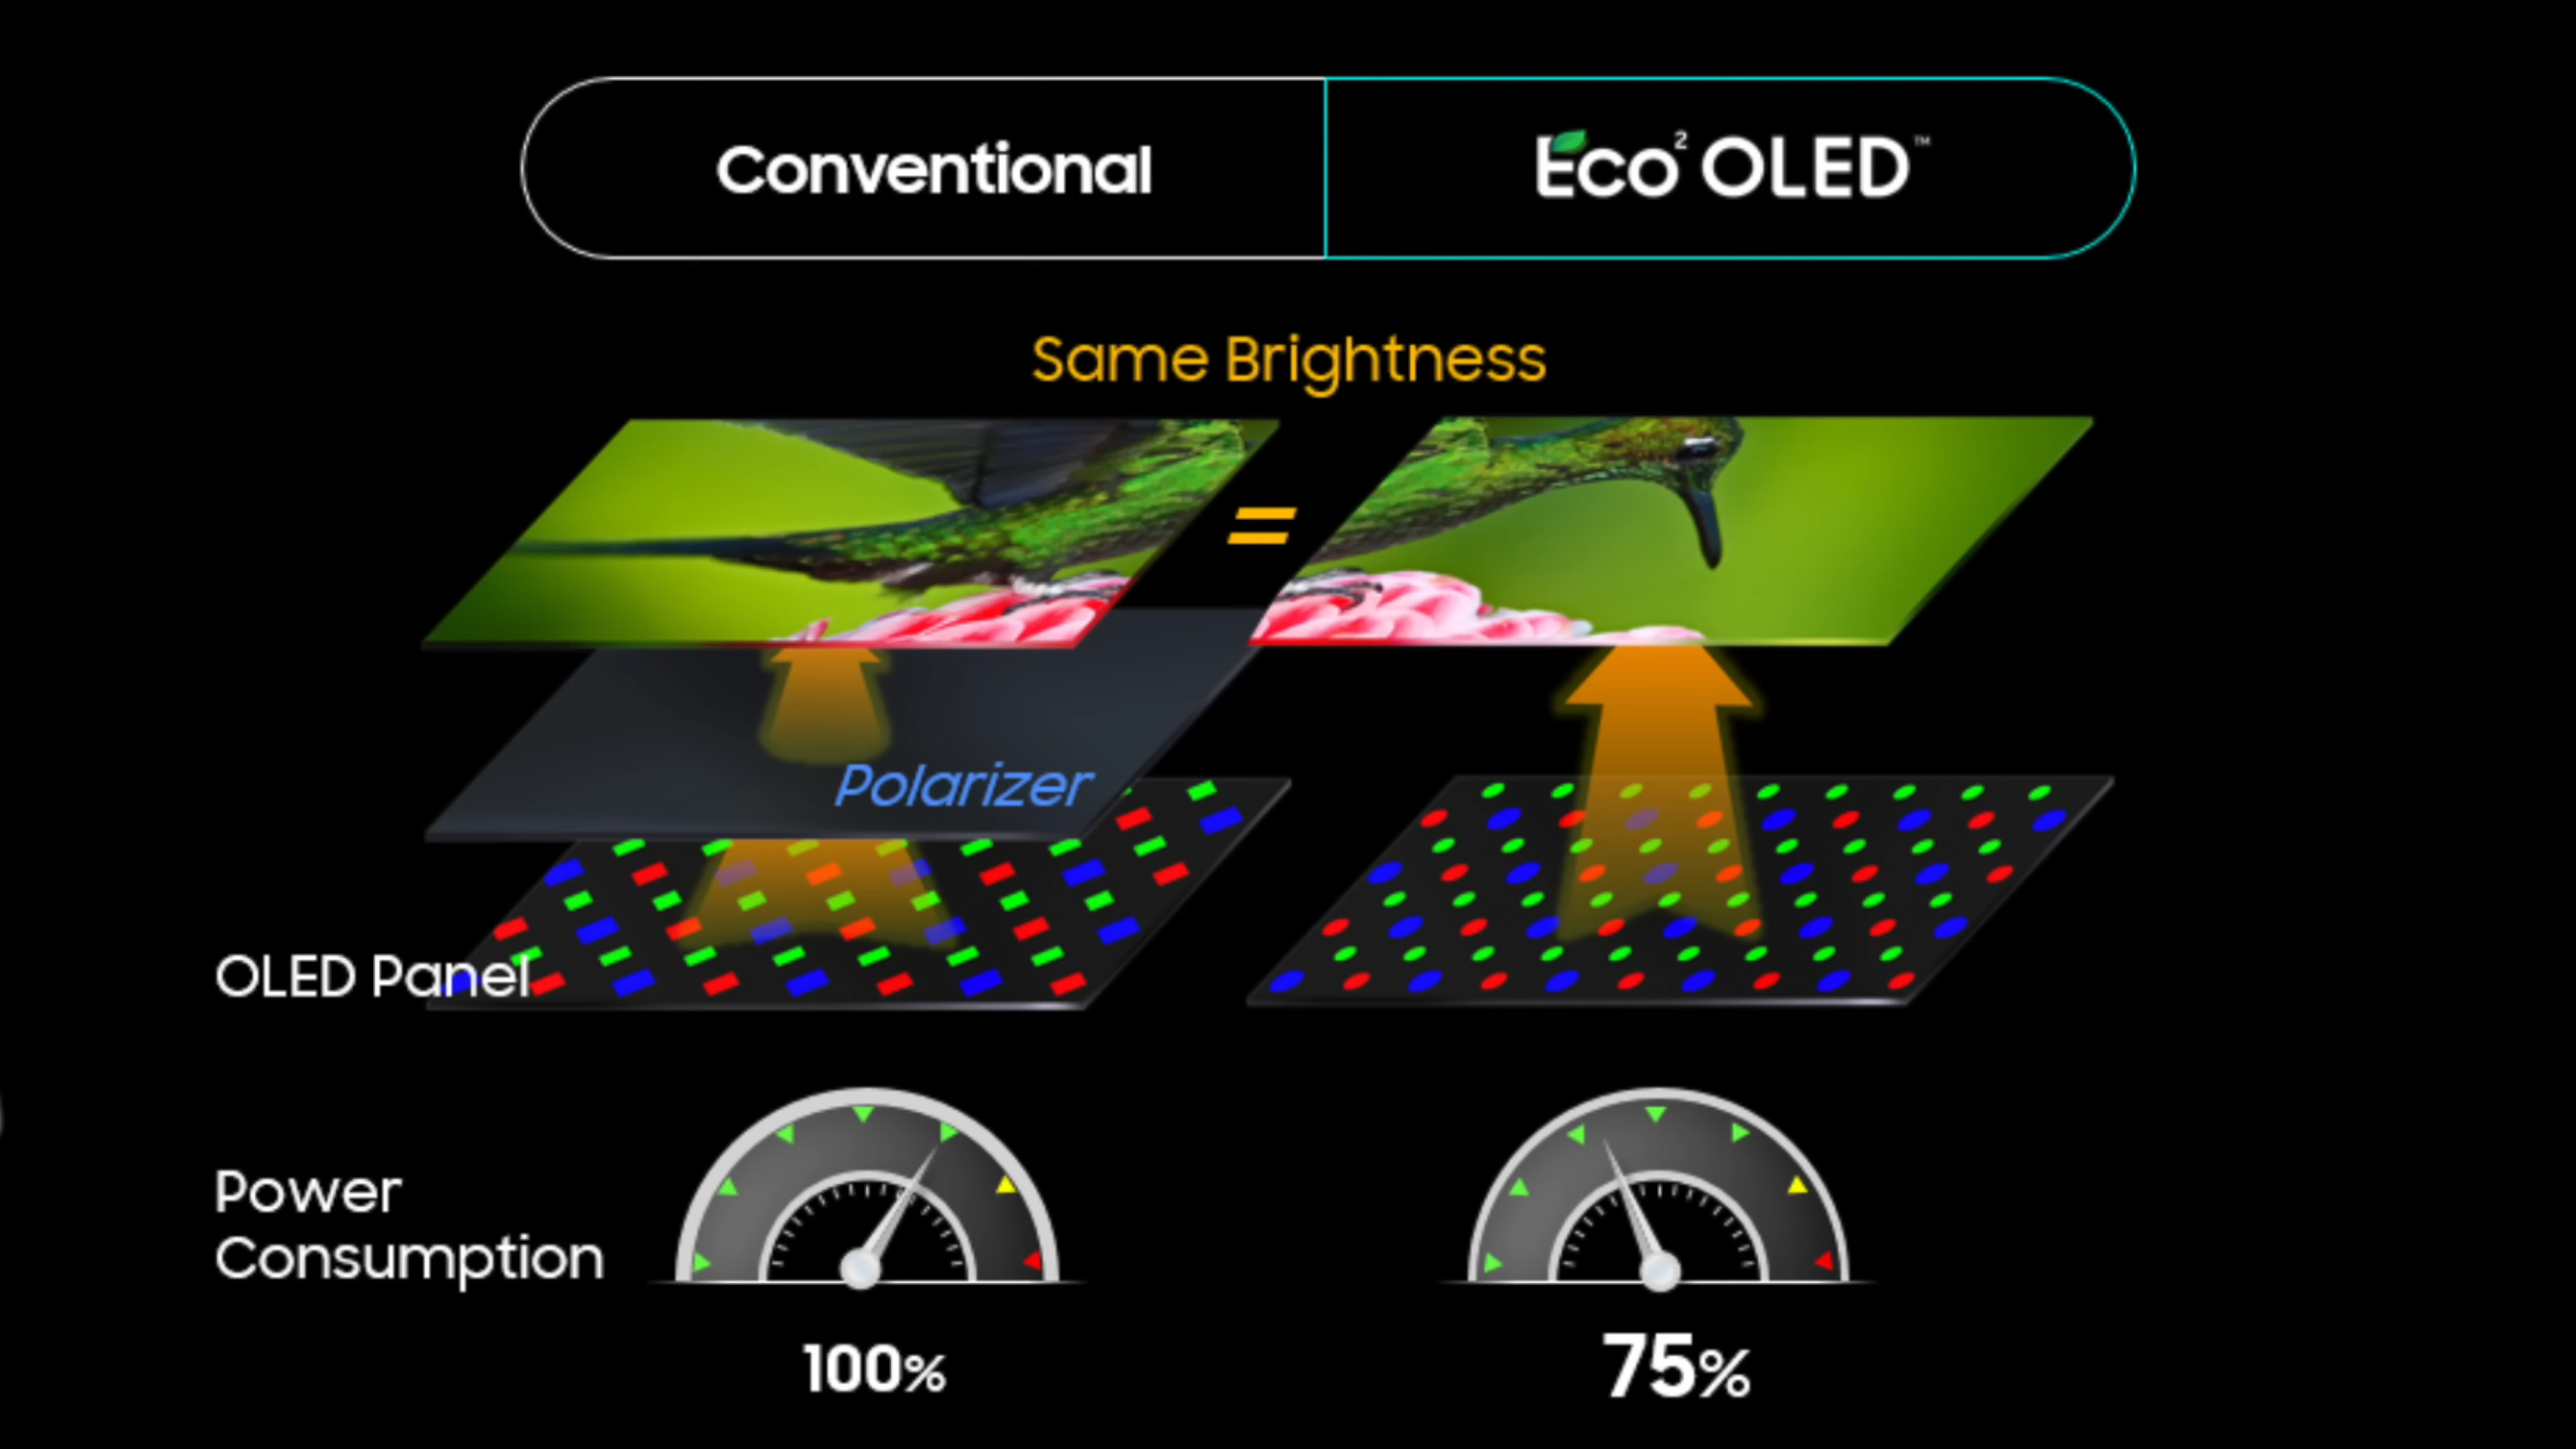 Conventional
Eco² OLED™
Same Brightness
=
Polarizer
OLED Panel
Power
Consumption
100%
75%